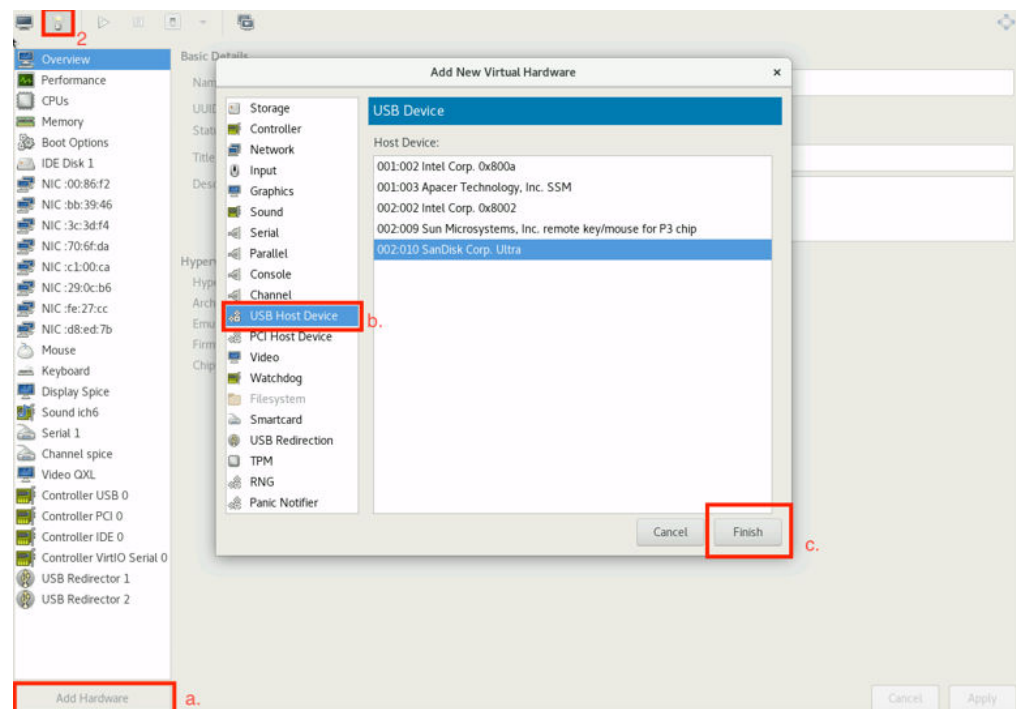 2
Overview
Performance
CPUs
Memory
Boot Options
IDE Disk 1
NIC :00:86:f2
NIC :bb:39:46
NIC :3c:3d:f4
NIC :70:6f:da
NIC :c1:00:ca
NIC :29:0c:b6
NIC :fe:27:cc
NIC :d8:ed:7b
Mouse
Keyboard
Display Spice
Sound ich6
Serial 1
Channel spice
Video QXL
Controller USB 0
Controller PCI 0
Controller IDE 0
Controller VirtIO Serial 0
USB Redirector 1
USB Redirector 2
Add Hardware
a.
Basic Details
Title
Add New Virtual Hardware
Storage
Controller
Network
Input
Graphics
Sound
Serial
Parallel
Console
Channel
USB Host Device
b.
PCI Host Device
Video
Watchdog
Filesystem
Smartcard
USB Redirection
TPM
RNG
Panic Notifier
USB Device
Host Device:
001:002 Intel Corp. 0x800a
001:003 Apacer Technology, Inc. SSM
002:002 Intel Corp. 0x8002
002:009 Sun Microsystems, Inc. remote key/mouse for P3 chip
002:010 SanDisk Corp. Ultra
Cancel
Finish
c.
Cancel
Apply